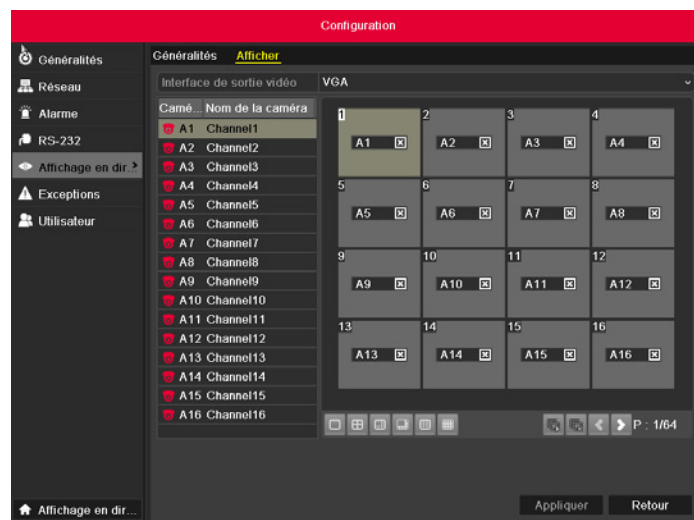 Configuration
Généralités
Réseau
Alarme
RS-232
Affichage en dir...
Exceptions
Utilisateur
Affichage en dir...
Généralités Afficher
Interface de sortie vidéo VGA
Camé... Nom de la caméra
A1 Channel1
A2 Channel2
A3 Channel3
A4 Channel4
A5 Channel5
A6 Channel6
A7 Channel7
A8 Channel8
A9 Channel9
A10 Channel10
A11 Channel11
A12 Channel12
A13 Channel13
A14 Channel14
A15 Channel15
A16 Channel16
1 2 3 4
A1 A2 A3 A4
5 6 7 8
A5 A6 A7 A8
9 10 11 12
A9 A10 A11 A12
13 14 15 16
A13 A14 A15 A16
P : 1/64
Appliquer Retour